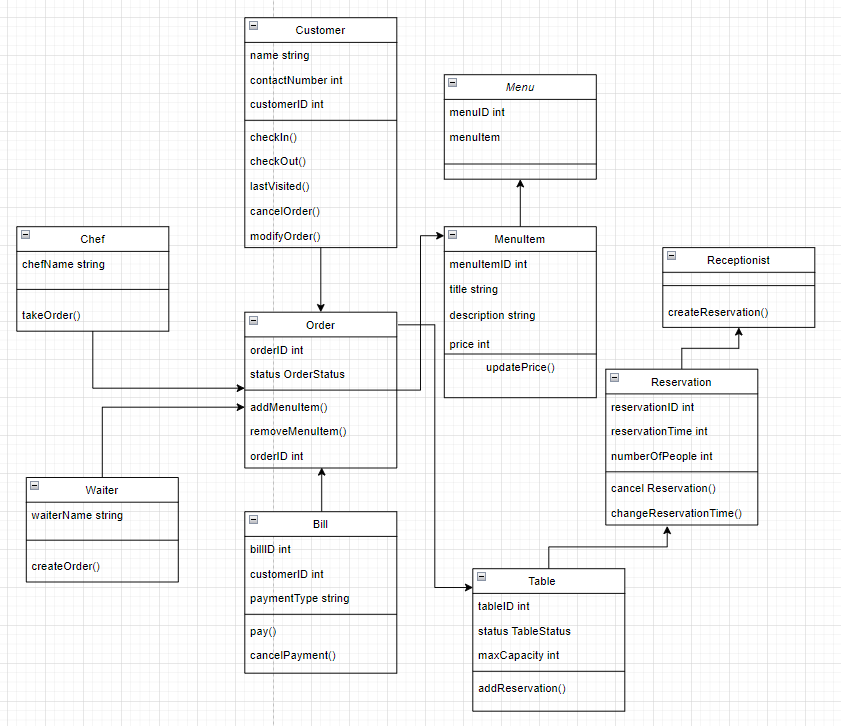 Customer
name string
contactNumber int
customerID int
checkIn()
checkOut()
lastVisited()
cancelOrder()
modifyOrder()
Menu
menuID int
menuItem
Chef
chefName string
takeOrder()
MenuItem
menuItemID int
title string
description string
price int
updatePrice()
Receptionist
createReservation()
Order
orderID int
status OrderStatus
addMenuItem()
removeMenuItem()
orderID int
Reservation
reservationID int
reservationTime int
numberOfPeople int
cancel Reservation()
changeReservationTime()
Waiter
waiterName string
createOrder()
Bill
billID int
customerID int
paymentType string
pay()
cancelPayment()
Table
tableID int
status TableStatus
maxCapacity int
addReservation()